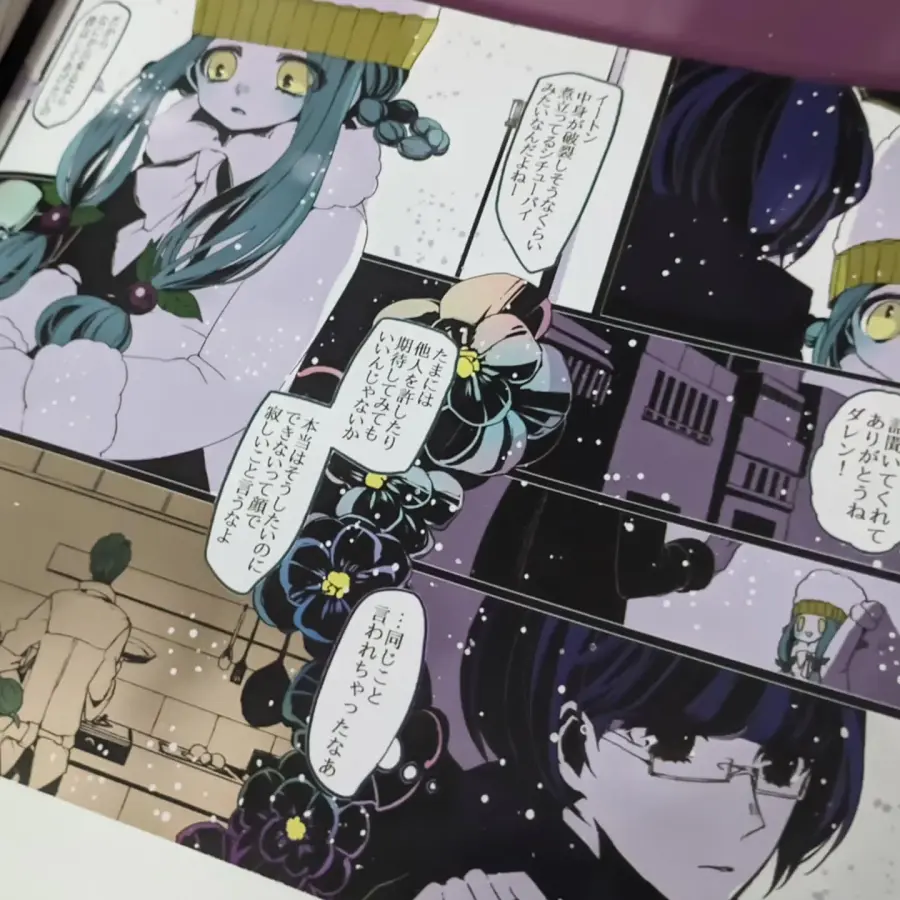 イートン
中身が破裂しそうなくらい
煮立ってるシチューパイ
みたいなんだよねー
話聞いてくれて
ありがとうね
ダレン！
たまには
他人を許したり
期待してみても
いいんじゃないか
本当はそうしたいのに
できないって顔で
寂しいこと言うなよ
…同じこと
言われちゃったなあ